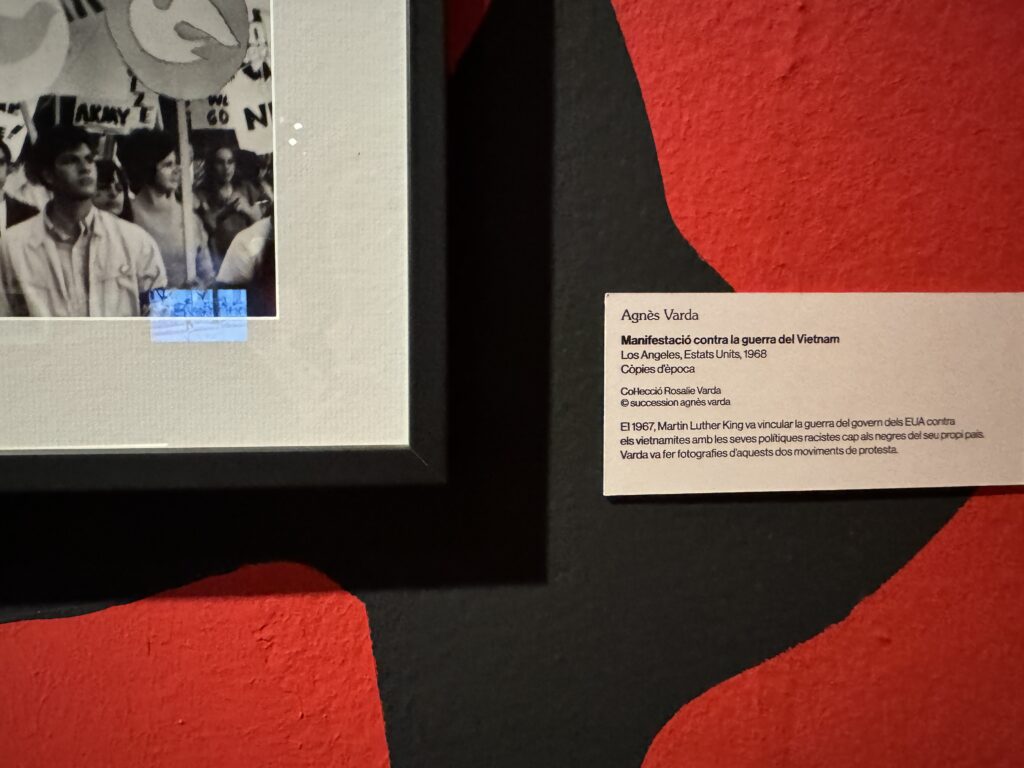 ARMY
WE
GO
Agnès Varda
Manifestació contra la guerra del Vietnam
Los Angeles, Estats Units, 1968
Còpies d'època
Col·lecció Rosalie Varda
© succession agnès varda
El 1967, Martin Luther King va vincular la guerra del govern dels EUA contra
els vietnamites amb les seves polítiques racistes cap als negres del seu propi país.
Varda va fer fotografies d'aquests dos moviments de protesta.